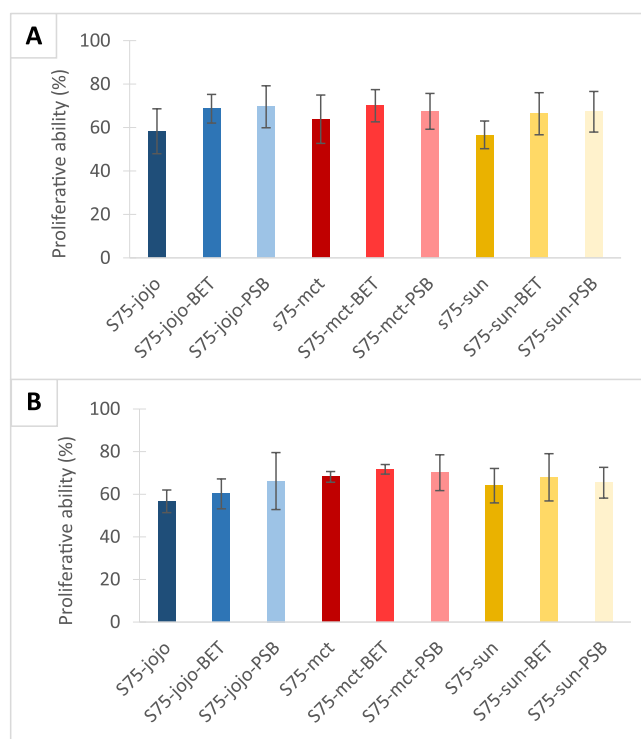 A
Proliferative ability (%)
100
80
60
40
20
0
S75-jojo
S75-jojo-BET
S75-jojo-PSB
s75-mct
S75-mct-BET
S75-mct-PSB
s75-sun
S75-sun-BET
S75-sun-PSB
B
Proliferative ability (%)
100
80
60
40
20
0
S75-jojo
S75-jojo-BET
S75-jojo-PSB
S75-mct
S75-mct-BET
S75-mct-PSB
S75-sun
S75-sun-BET
S75-sun-PSB